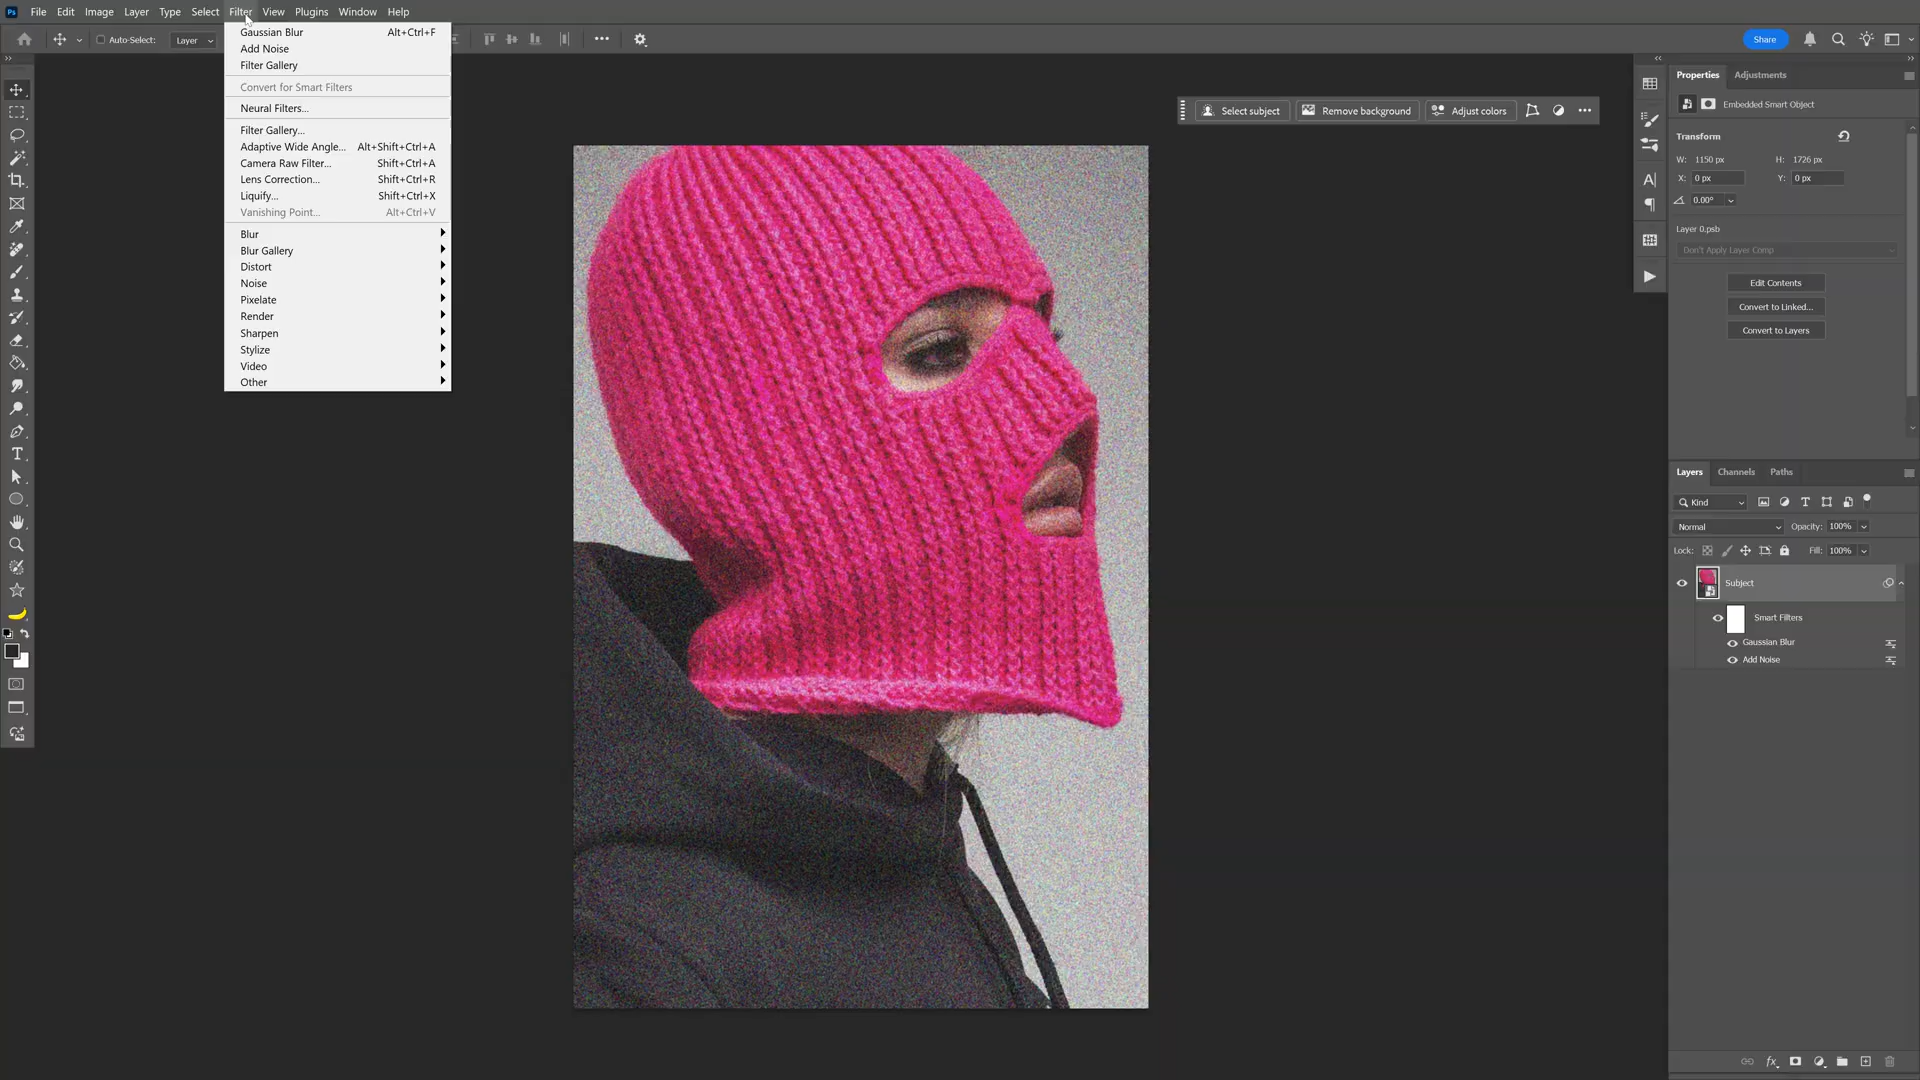 Ps File Edit Image Layer Type Select Filter View Plugins Window Help
Auto-Select: Layer
Share
Gaussian Blur Alt+Ctrl+F
Add Noise
Filter Gallery
Convert for Smart Filters
Neural Filters...
Filter Gallery...
Adaptive Wide Angle... Alt+Shift+Ctrl+A
Camera Raw Filter... Shift+Ctrl+A
Lens Correction... Shift+Ctrl+R
Liquify... Shift+Ctrl+X
Vanishing Point... Alt+Ctrl+V
Blur
Blur Gallery
Distort
Noise
Pixelate
Render
Sharpen
Stylize
Video
Other
Select subject Remove background Adjust colors
Properties Adjustments
Embedded Smart Object
Transform
W: 1150 px H: 1726 px
X: 0 px Y: 0 px
0.00°
Layer 0.psb
Don't Apply Layer Comp
Edit Contents
Convert to Linked...
Convert to Layers
Layers Channels Paths
Kind
Normal Opacity: 100%
Lock: Fill: 100%
Subject
Smart Filters
Gaussian Blur
Add Noise
fx